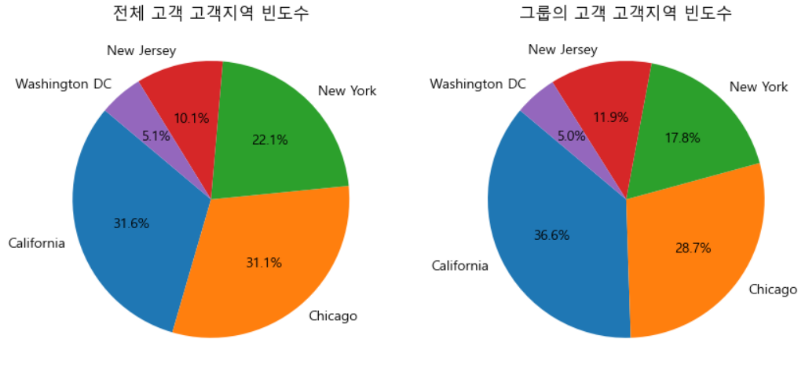 전체 고객 고객지역 빈도수
New Jersey
Washington DC
New York
10.1%
5.1%
22.1%
31.6%
California
31.1%
Chicago
그룹의 고객 고객지역 빈도수
New Jersey
Washington DC
New York
11.9%
5.0%
17.8%
36.6%
28.7%
California
Chicago